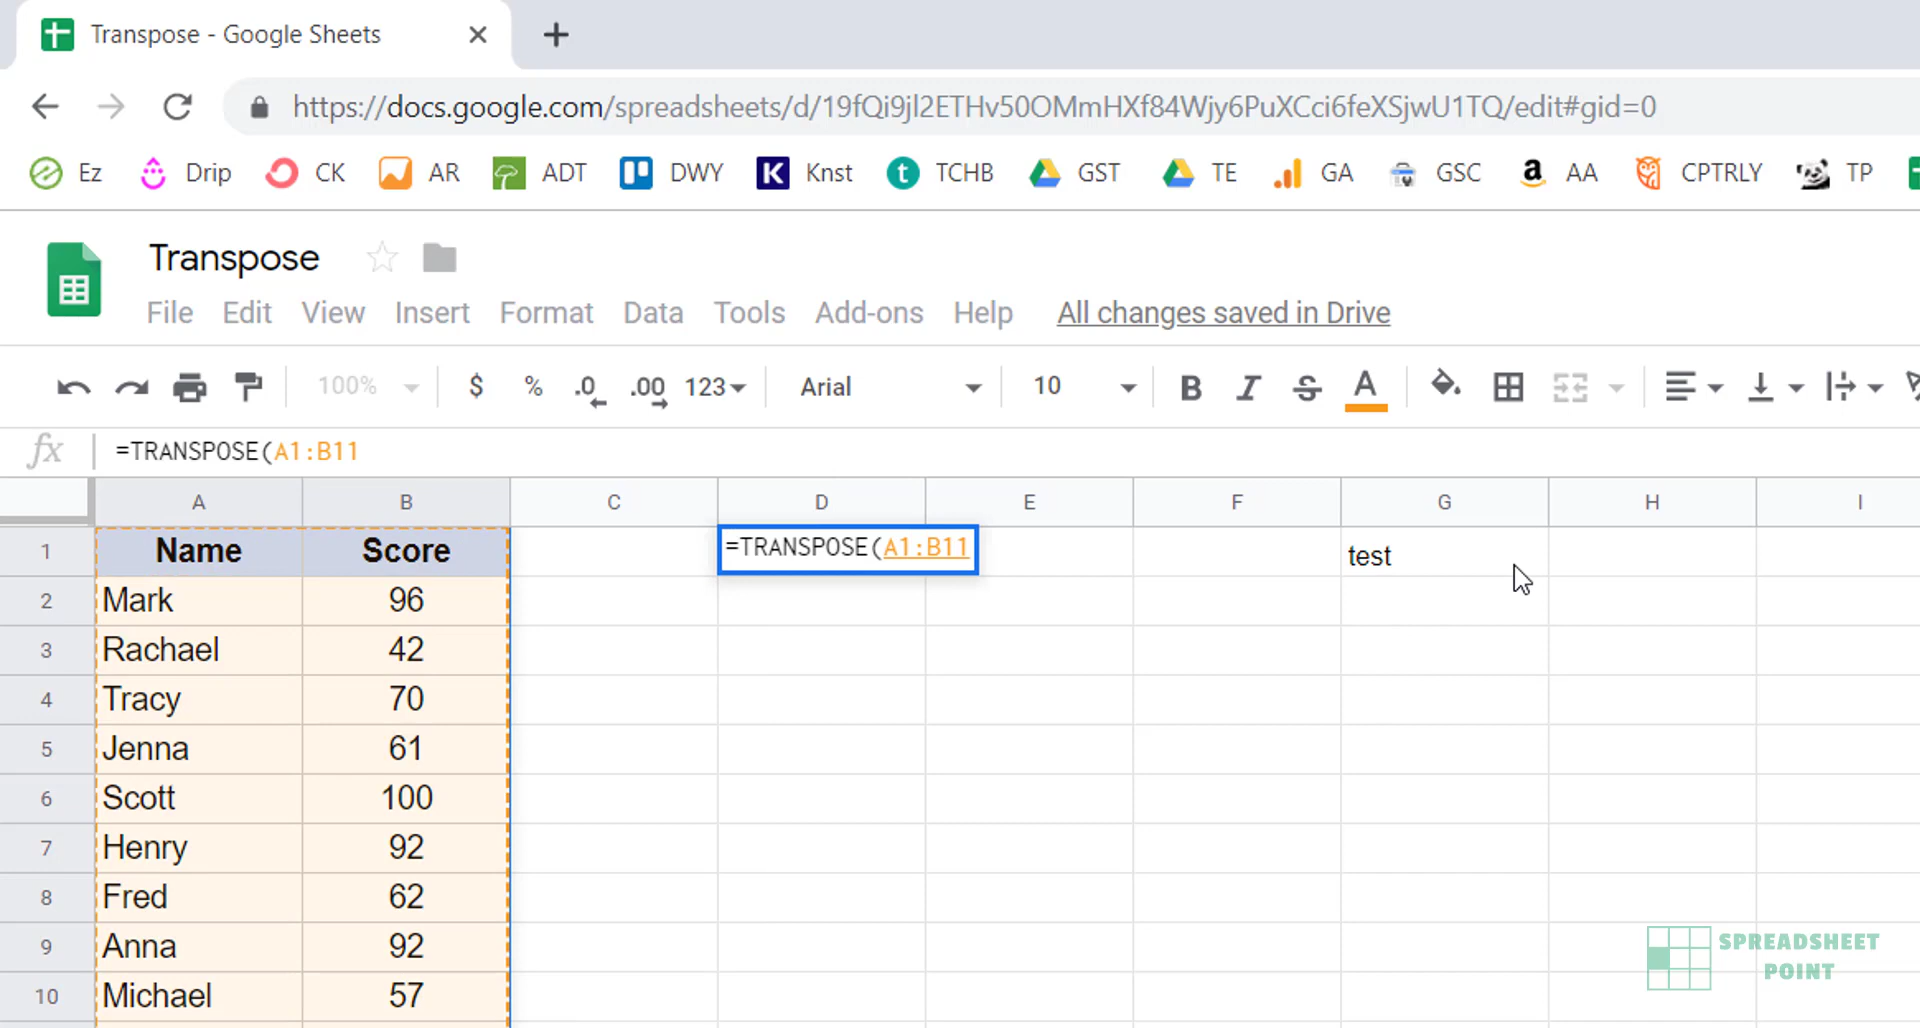 Transpose - Google Sheets
https://docs.google.com/spreadsheets/d/19fQi9jl2ETHv50OMmHXf84Wjy6PuXCci6feXSjwU1TQ/edit#gid=0
Ez Drip CK AR ADT DWY Knst TCHB GST TE GA GSC AA CPTRLY TP
Transpose
File Edit View Insert Format Data Tools Add-ons Help All changes saved in Drive
100% $ % .0 .00 123 Arial 10 B I S A
fx =TRANSPOSE(A1:B11
A B C D E F G H I
1 Name Score =TRANSPOSE(A1:B11 test
2 Mark 96
3 Rachael 42
4 Tracy 70
5 Jenna 61
6 Scott 100
7 Henry 92
8 Fred 62
9 Anna 92
10 Michael 57
SPREADSHEET
POINT